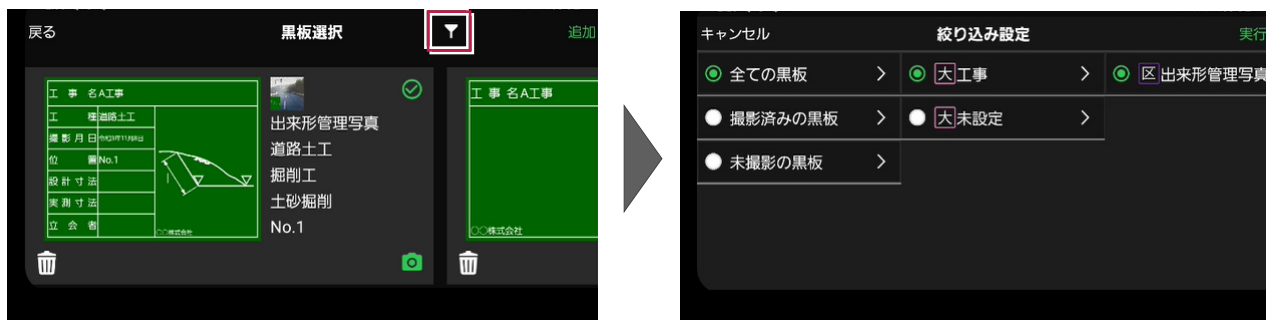 戻る
黒板選択
追加
工 事 名 A工事
工 種 道路土工
撮影月日
位 置 No.1
設計寸法
実測寸法
立 会 者
〇〇株式会社
出来形管理写真
道路土工
掘削工
土砂掘削
No.1
工 事 名 A工事
〇〇株式会社
キャンセル
絞り込み設定
実行
全ての黒板
大 工事
区 出来形管理写真
撮影済みの黒板
大 未設定
未撮影の黒板